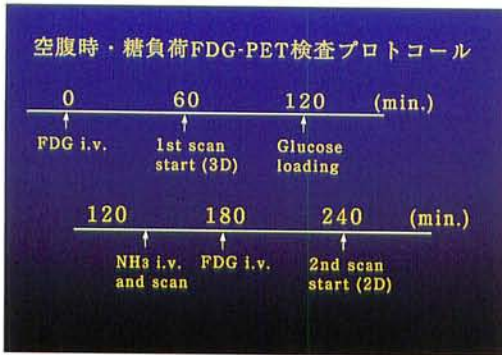 空腹時・糖負荷FDG-PET検査プロトコール
0 60 120 (min.)
FDG i.v. 1st scan Glucose
start (3D) loading
120 180 240 (min.)
NH3 i.v. FDG i.v. 2nd scan
and scan start (2D)